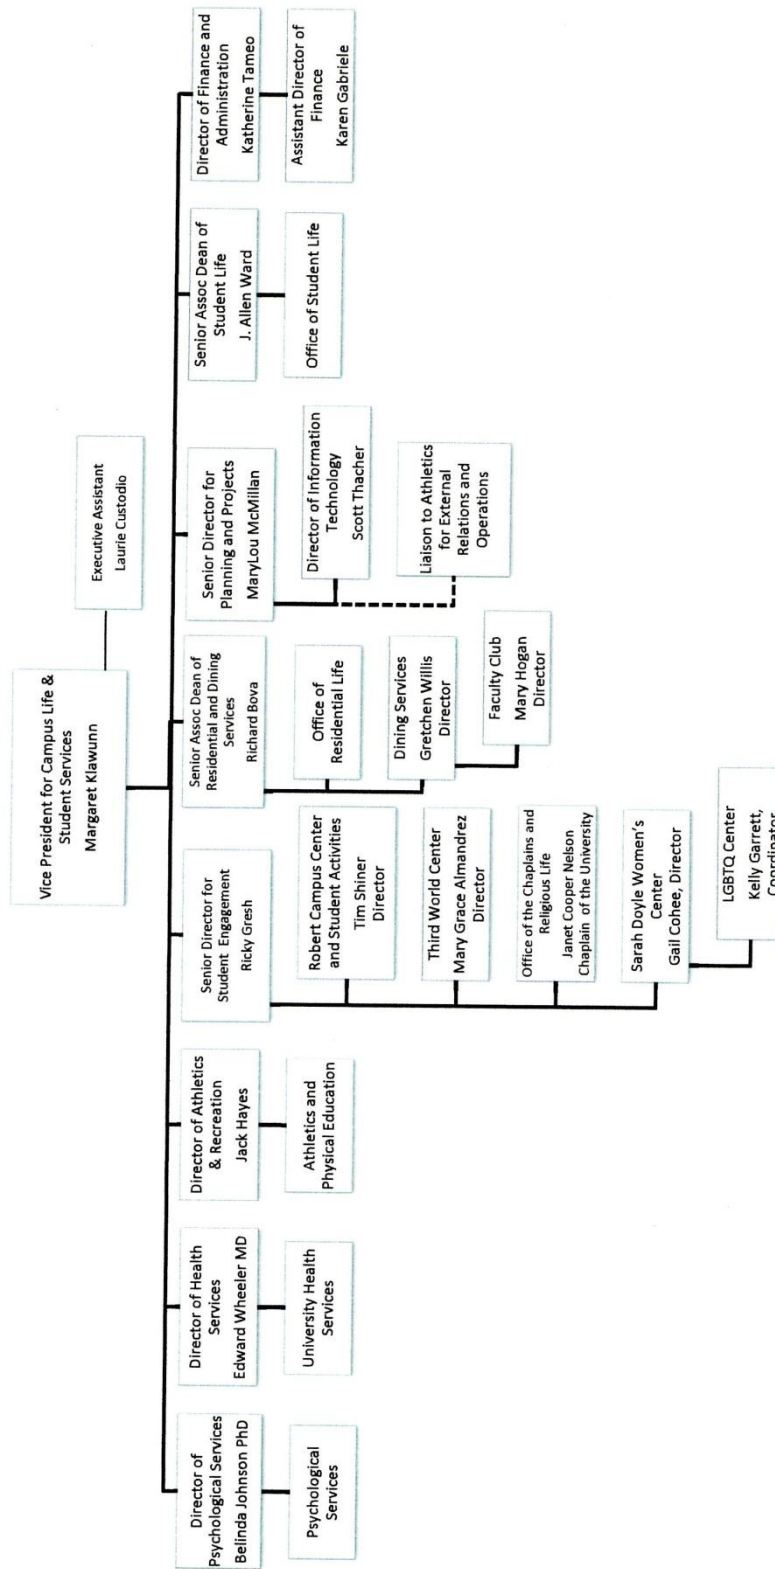 Vice President for Campus Life &
Student Services
Margaret Klawunn
Executive Assistant
Laurie Custodio
Director of
Psychological Services
Belinda Johnson PhD
Psychological
Services
Director of Health
Services
Edward Wheeler MD
University Health
Services
Director of Athletics
& Recreation
Jack Hayes
Athletics and
Physical Education
Senior Director for
Student Engagement
Ricky Gresh
Robert Campus Center
and Student Activities
Tim Shiner
Director
Third World Center
Mary Grace Almandrez
Director
Office of the Chaplains and
Religious Life
Janet Cooper Nelson
Chaplain of the University
Sarah Doyle Women's
Center
Gail Cohee, Director
LGBTQ Center
Kelly Garrett,
Coordinator
Senior Assoc Dean of
Residential and Dining
Services
Richard Bova
Office of
Residential Life
Dining Services
Gretchen Willis
Director
Faculty Club
Mary Hogan
Director
Senior Director for
Planning and Projects
MaryLou McMillan
Director of Information
Technology
Scott Thacher
Liaison to Athletics
for External
Relations and
Operations
Senior Assoc Dean of
Student Life
J. Allen Ward
Office of Student Life
Director of Finance and
Administration
Katherine Tameo
Assistant Director of
Finance
Karen Gabriele